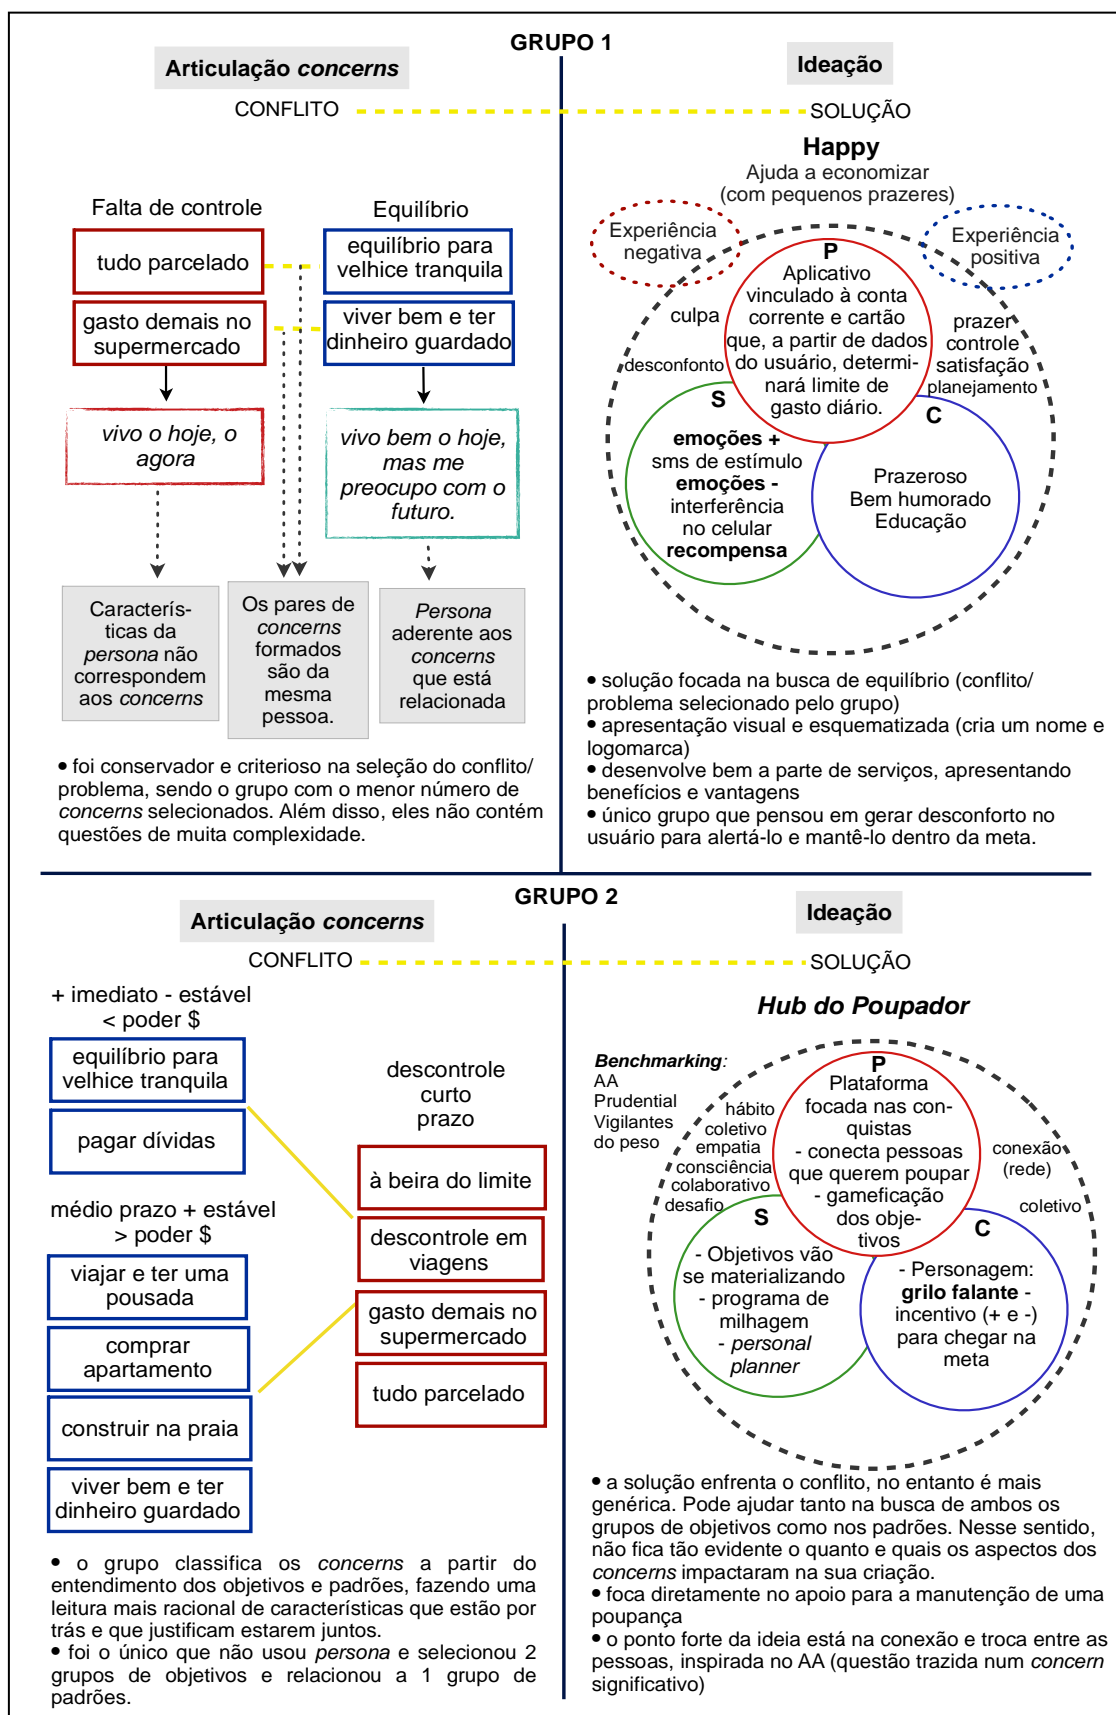 GRUPO 1
Articulação concerns
CONFLITO
Falta de controle
Equilíbrio
tudo parcelado
equilíbrio para
velhice tranquila
gasto demais no
supermercado
viver bem e ter
dinheiro guardado
vivo o hoje, o
agora
vivo bem o hoje,
mas me
preocupo com o
futuro.
Caracterís-
ticas da
persona não
correspondem
aos concerns
Os pares de
concerns
formados
são da
mesma
pessoa.
Persona
aderente aos
concerns
que está
relacionada
• foi conservador e criterioso na seleção do conflito/
problema, sendo o grupo com o menor número de
concerns selecionados. Além disso, eles não contém
questões de muita complexidade.
Ideação
SOLUÇÃO
Happy
Ajuda a economizar
(com pequenos prazeres)
Experiência
negativa
Experiência
positiva
culpa
desconforto
prazer
controle
satisfação
planejamento
P
Aplicativo
vinculado à conta
corrente e cartão
que, a partir de dados
do usuário, determi-
nará limite de
gasto diário.
S
emoções +
sms de estímulo
emoções -
interferência
no celular
recompensa
C
Prazeroso
Bem humorado
Educação
• solução focada na busca de equilíbrio (conflito/
problema selecionado pelo grupo)
• apresentação visual e esquematizada (cria um nome e
logomarca)
• desenvolve bem a parte de serviços, apresentando
benefícios e vantagens
• único grupo que pensou em gerar desconforto no
usuário para alertá-lo e mantê-lo dentro da meta.
GRUPO 2
Articulação concerns
CONFLITO
+ imediato - estável
< poder $
equilíbrio para
velhice tranquila
pagar dívidas
médio prazo + estável
> poder $
viajar e ter uma
pousada
comprar
apartamento
construir na praia
viver bem e ter
dinheiro guardado
descontrole
curto
prazo
à beira do limite
descontrole em
viagens
gasto demais no
supermercado
tudo parcelado
• o grupo classifica os concerns a partir do
entendimento dos objetivos e padrões, fazendo uma
leitura mais racional de características que estão por
trás e que justificam estarem juntos.
• foi o único que não usou persona e selecionou 2
grupos de objetivos e relacionou a 1 grupo de
padrões.
Ideação
SOLUÇÃO
Hub do Poupador
Benchmarking:
AA
Prudential
Vigilantes
do peso
hábito
coletivo
empatia
consciência
colaborativo
desafio
conexão
(rede)
coletivo
P
Plataforma
focada nas con-
quistas
- conecta pessoas
que querem poupar
- gameficação
dos obje-
tivos
S
- Objetivos vão
se materializando
- programa de
milhagem
- personal
planner
C
- Personagem:
grilo falante -
incentivo (+ e -)
para chegar na
meta
• a solução enfrenta o conflito, no entanto é mais
genérica. Pode ajudar tanto na busca de ambos os
grupos de objetivos como nos padrões. Nesse sentido,
não fica tão evidente o quanto e quais os aspectos dos
concerns impactaram na sua criação.
• foca diretamente no apoio para a manutenção de uma
poupança
• o ponto forte da ideia está na conexão e troca entre as
pessoas, inspirada no AA (questão trazida num concern
significativo)